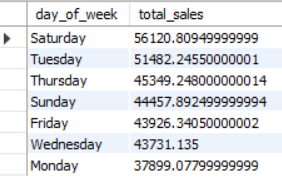 day_of_week total_sales
Saturday 56120.80949999999
Tuesday 51482.24550000001
Thursday 45349.248000000014
Sunday 44457.892499999994
Friday 43926.34050000002
Wednesday 43731.135
Monday 37899.07799999999